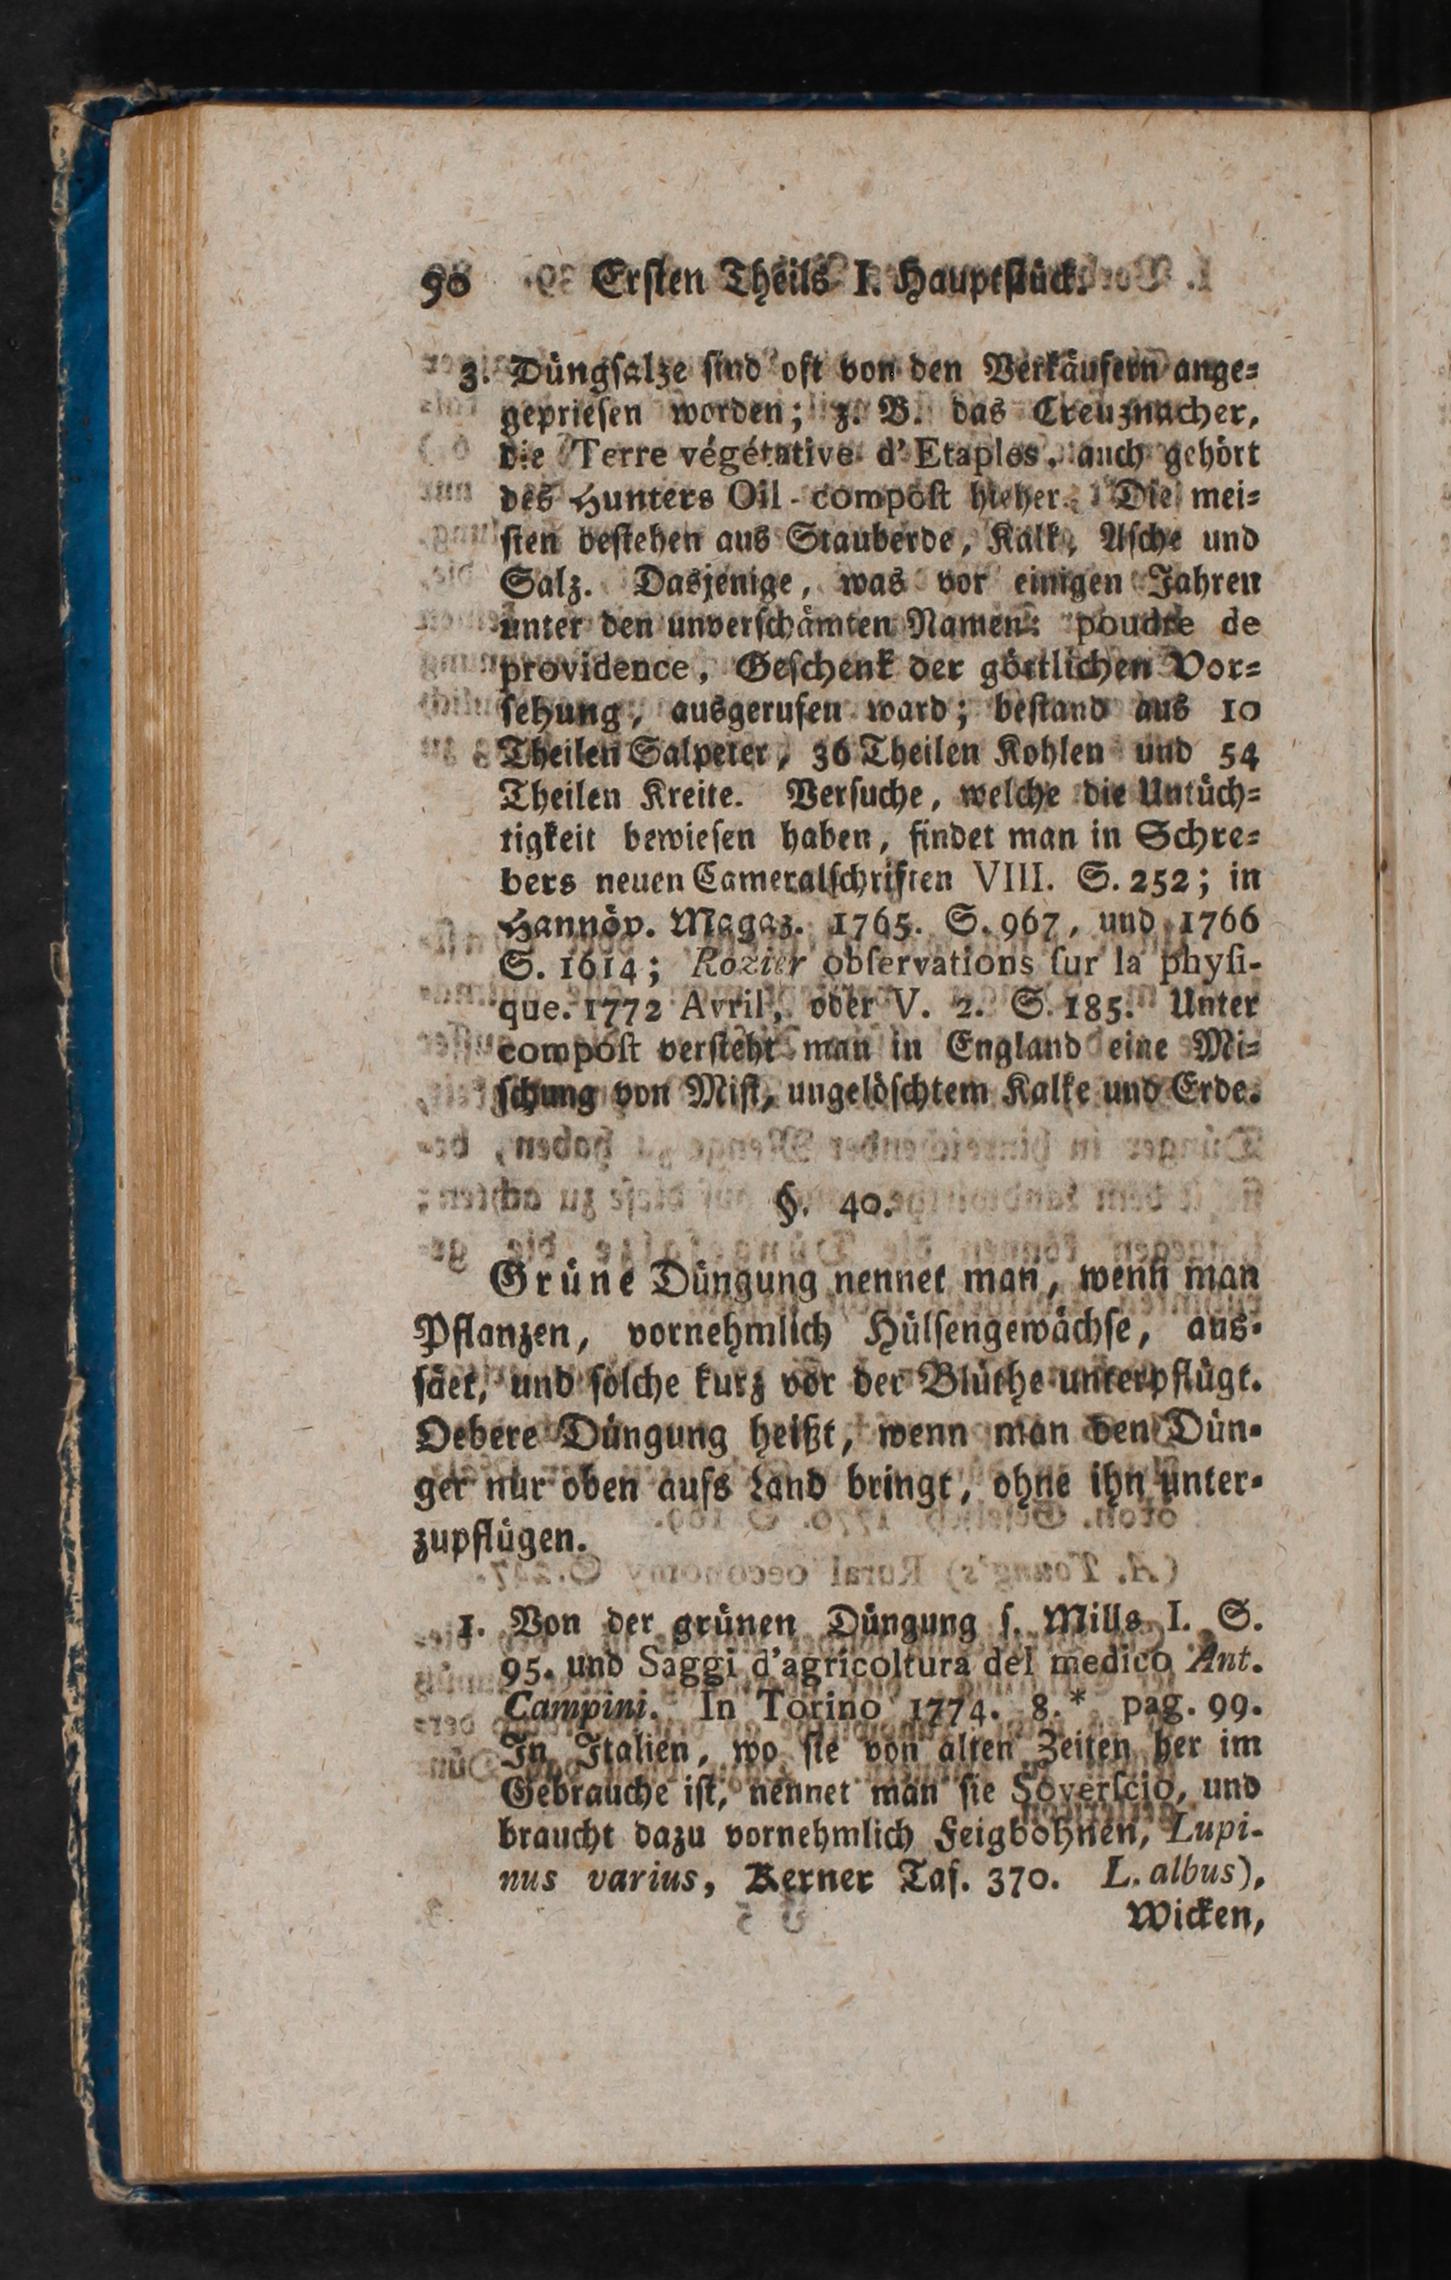 90 Ersten Theils I. Hauptstück.
3. Düngsalze sind oft von den Verkäufern ange-
gepriesen worden; z. B. das Creuznacher,
die Terre végétative d'Etaples, auch gehört
des Hunters Oil-compost hieher. Die mei-
sten bestehen aus Stauberde, Kalk, Asche und
Salz. Dasjenige, was vor einigen Jahren
unter den unverschämten Namen: poudre de
providence, Geschenk der göttlichen Vor-
sehung, ausgerufen ward; bestand aus 10
Theilen Salpeter, 36 Theilen Kohlen und 54
Theilen Kreite. Versuche, welche die Untüch-
tigkeit bewiesen haben, findet man in Schre-
bers neuen Cameralschriften VIII. S. 252; in
Hannöv. Magaz. 1765. S. 967, und 1766
S. 1614; Rozier observations sur la physi-
que. 1772 Avril, oder V. 2. S. 185. Unter
compost versteht man in England eine Mi-
schung von Mist, ungelöschtem Kalke und Erde.
§. 40.
Grüne Düngung nennet man, wenn man
Pflanzen, vornehmlich Hülsengewächse, aus-
säet, und solche kurz vor der Blüthe unterpflügt.
Oebere Düngung heißt, wenn man den Dün-
ger nur oben aufs Land bringt, ohne ihn unter-
zupflügen.
1. Von der grünen Düngung s. Mills I. S.
95. und Saggi d'agricoltura del medico Ant.
Campini. In Torino 1774. 8.* pag. 99.
In Italien, wo sie von alten Zeiten her im
Gebrauche ist, nennet man sie Soverscio, und
braucht dazu vornehmlich Feigbohnen, Lupi-
nus varius, Kerner Taf. 370. L. albus),
Wicken,